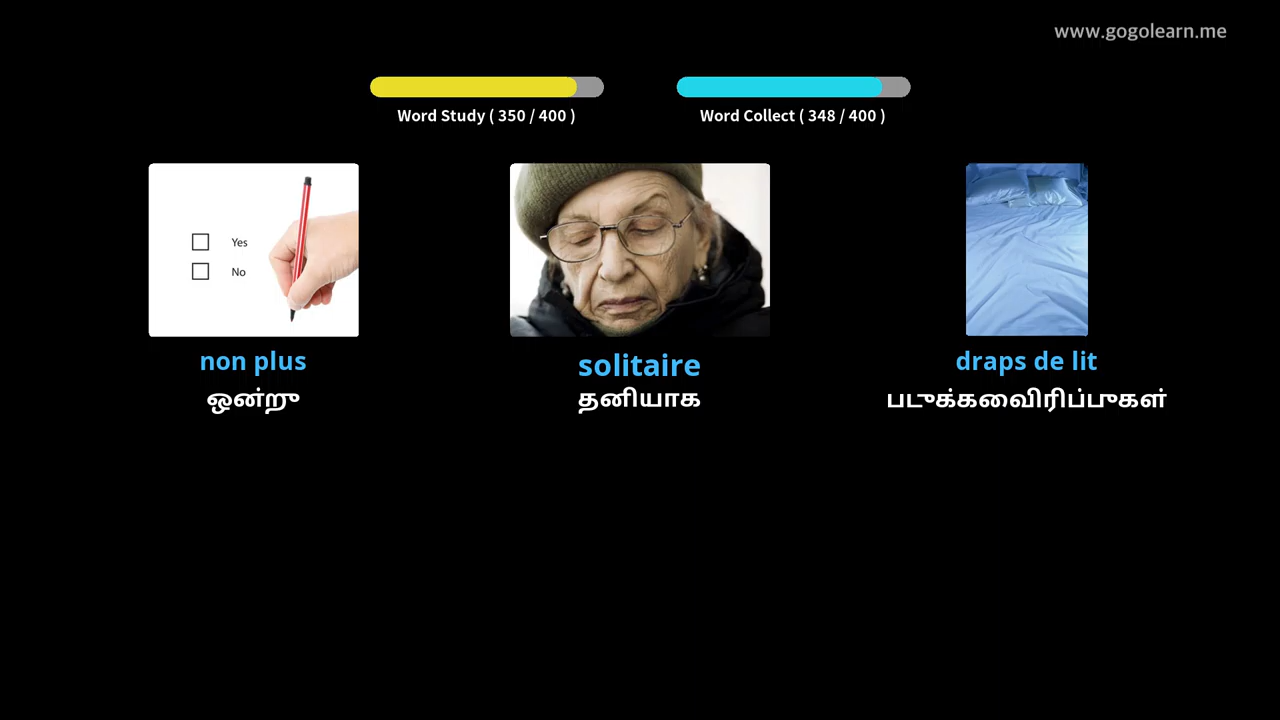 www.gogolearn.me
Word Study ( 350 / 400 )
Word Collect ( 348 / 400 )
Yes
No
non plus
solitaire
draps de lit
ஒன்று
தனியாக
படுக்கைவிரிப்புகள்